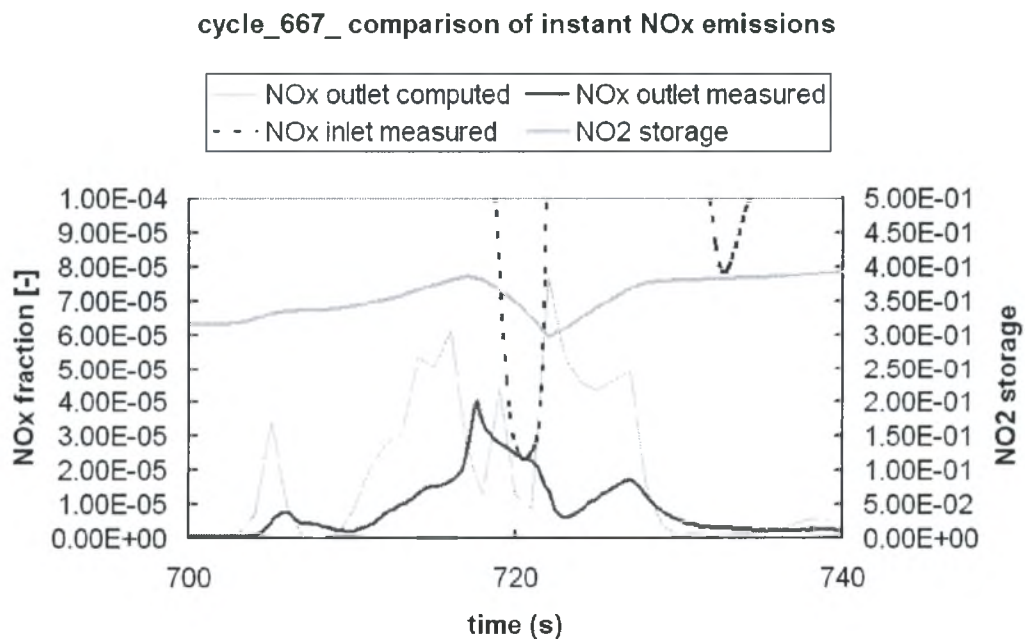 cycle_667_ comparison of instant NOx emissions
NOx outlet computed
NOx outlet measured
NOx inlet measured
NO2 storage
1.00E-04
9.00E-05
8.00E-05
7.00E-05
6.00E-05
5.00E-05
4.00E-05
3.00E-05
2.00E-05
1.00E-05
0.00E+00
NOx fraction [-]
5.00E-01
4.50E-01
4.00E-01
3.50E-01
3.00E-01
2.50E-01
2.00E-01
1.50E-01
1.00E-01
5.00E-02
0.00E+00
NO2 storage
700
720
740
time (s)